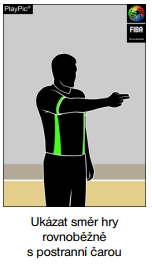 PlayPic®
FIBA
Ukázat směr hry
rovnoběžně
s postranní čarou